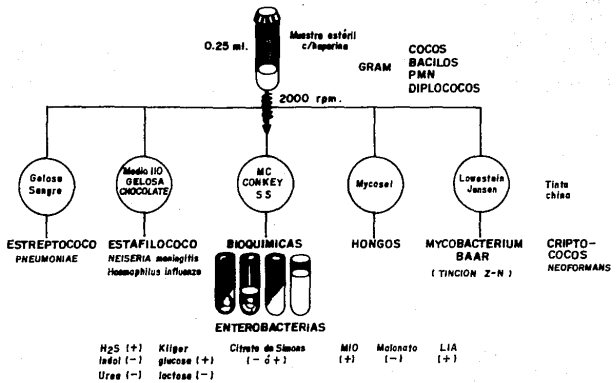 0.25 ml.
Muestra estéril
c/heparina
GRAM
COCOS
BACILOS
PMN
DIPLOCOCOS
2000 rpm.
Gelosa
Sangre
Medio 110
GELOSA
CHOCOLATE
MC
CONKEY
SS
Mycosel
Lowestein
Jensen
Tinta
china
ESTREPTOCOCO
PNEUMONIAE
ESTAFILOCOCO
NEISERIA meningitis
Haemophilus influenza
BIOQUIMICAS
HONGOS
MYCOBACTERIUM
BAAR
(TINCION Z-N)
CRIPTO-
COCOS
NEOFORMANS
ENTEROBACTERIAS
H2S (+) Kliger Citrato de Simons MIO Malonato LIA
Indol (-) glucosa (+) (- ó +) (+) (-) (+)
Urea (-) lactosa (-)